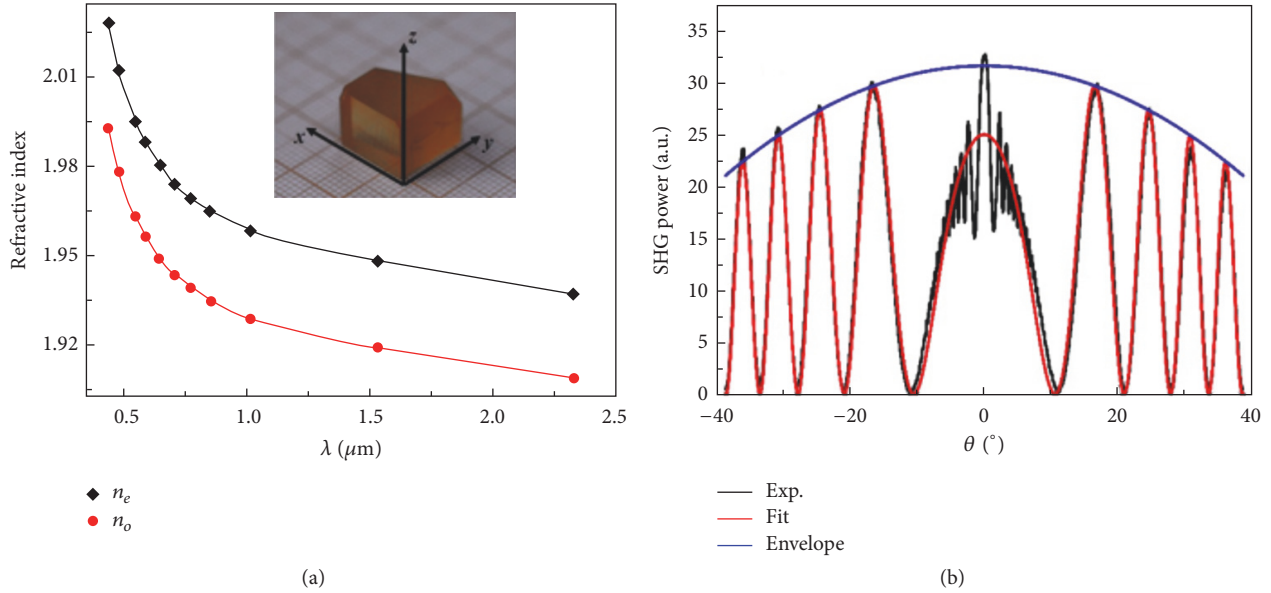 2.01
1.98
1.95
1.92
Refractive index
z
x
y
0.5 1.0 1.5 2.0 2.5
λ (μm)
n_e
n_o
(a)
35
30
25
20
15
10
5
0
SHG power (a.u.)
−40 −20 0 20 40
θ (°)
Exp.
Fit
Envelope
(b)